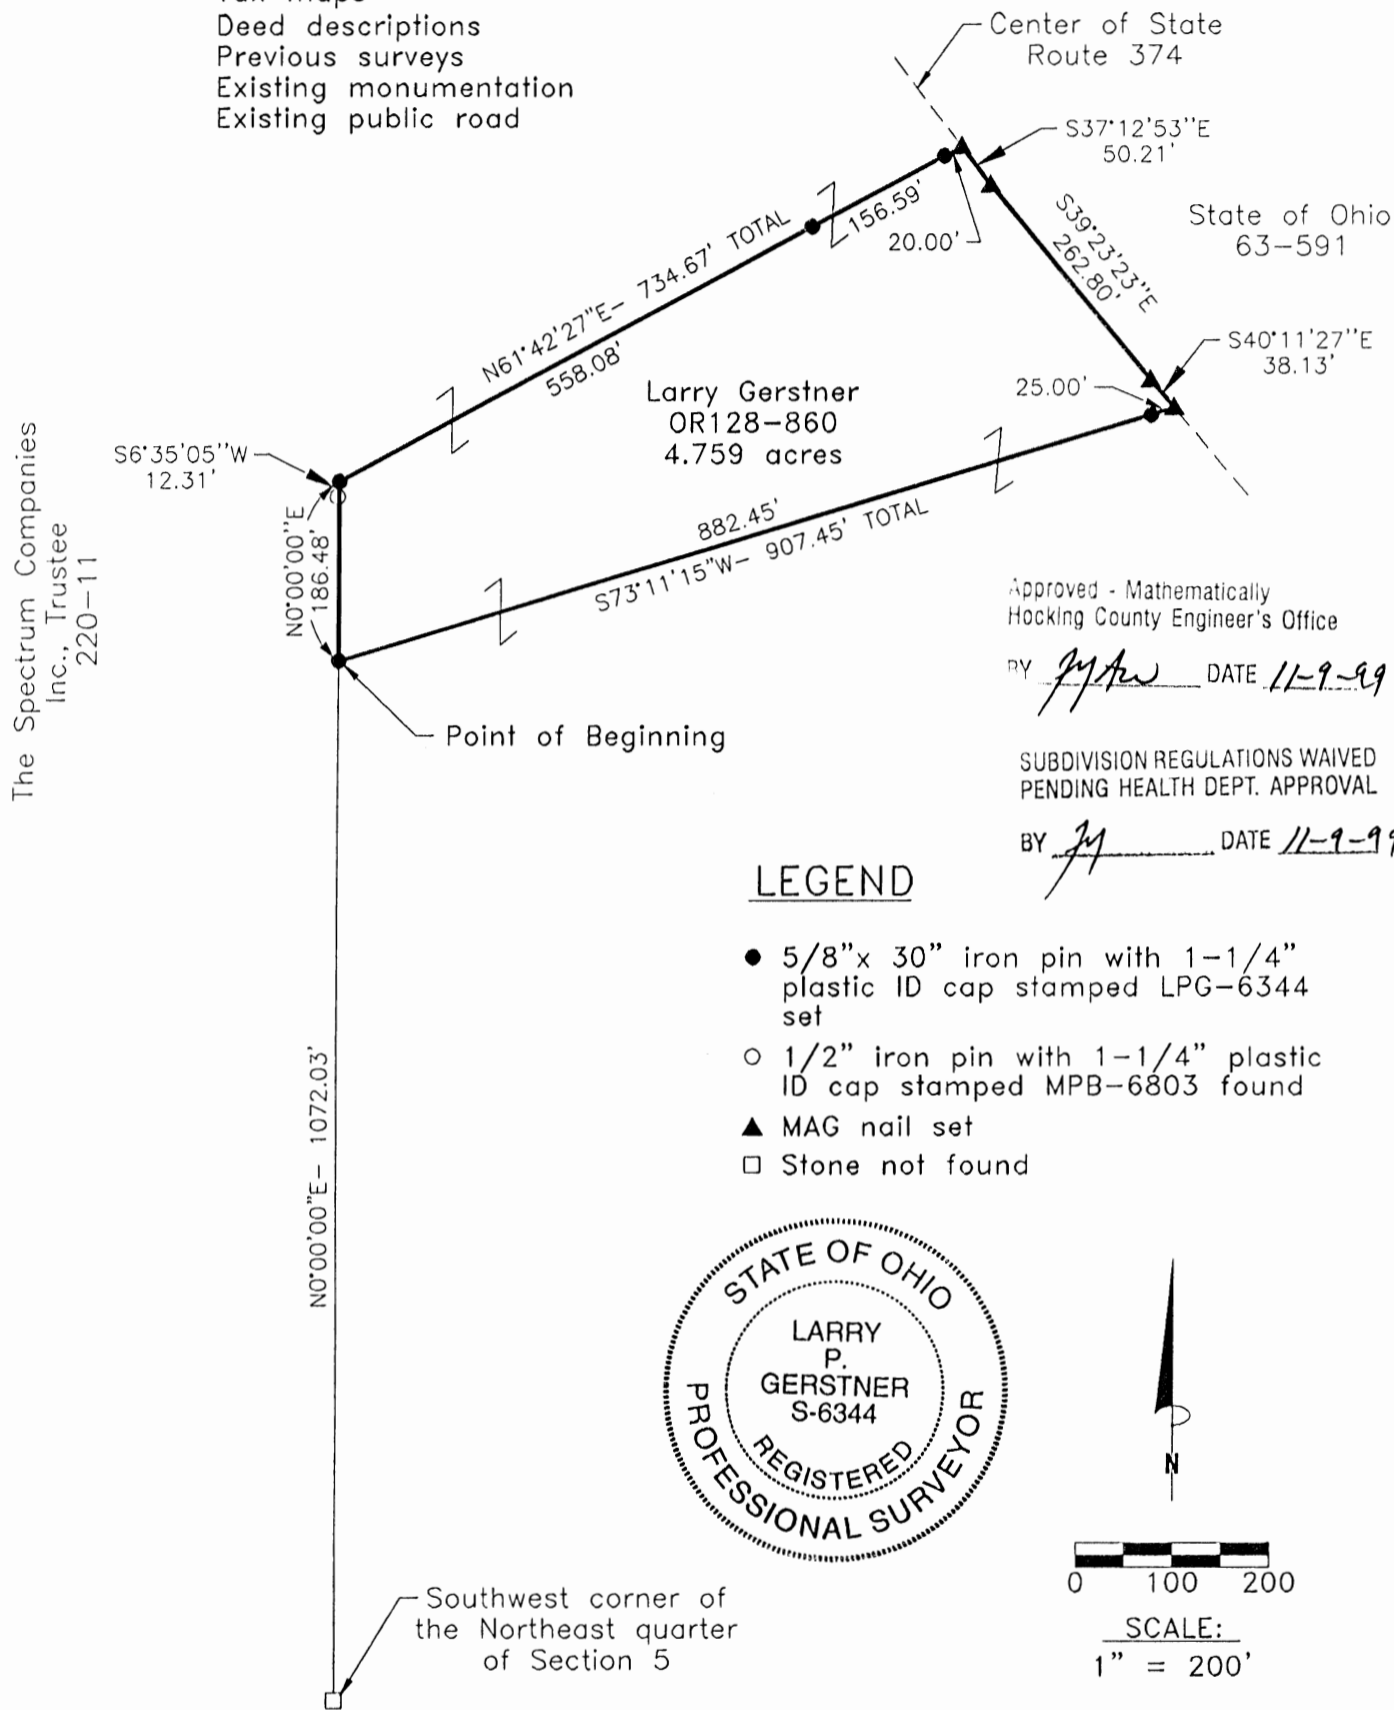 Deed descriptions
Previous surveys
Existing monumentation
Existing public road
Center of State
Route 374
S37°12'53"E
50.21'
State of Ohio
63-591
S39°23'23"E
262.80'
S40°11'27"E
38.13'
156.59'
20.00'
25.00'
N61°42'27"E- 734.67' TOTAL
558.08'
Larry Gerstner
OR128-860
4.759 acres
S6°35'05"W
12.31'
N0°00'00"E
186.48'
The Spectrum Companies
Inc., Trustee
220-11
882.45'
S73°11'15"W- 907.45' TOTAL
Point of Beginning
Approved - Mathematically
Hocking County Engineer's Office
BY DATE 11-9-99
SUBDIVISION REGULATIONS WAIVED
PENDING HEALTH DEPT. APPROVAL
BY DATE 11-9-99
LEGEND
5/8"x 30" iron pin with 1-1/4"
plastic ID cap stamped LPG-6344
set
1/2" iron pin with 1-1/4" plastic
ID cap stamped MPB-6803 found
MAG nail set
Stone not found
N0°00'00"E- 1072.03'
STATE OF OHIO
LARRY
P.
GERSTNER
S-6344
REGISTERED
PROFESSIONAL SURVEYOR
N
0 100 200
SCALE:
1" = 200'
Southwest corner of
the Northeast quarter
of Section 5